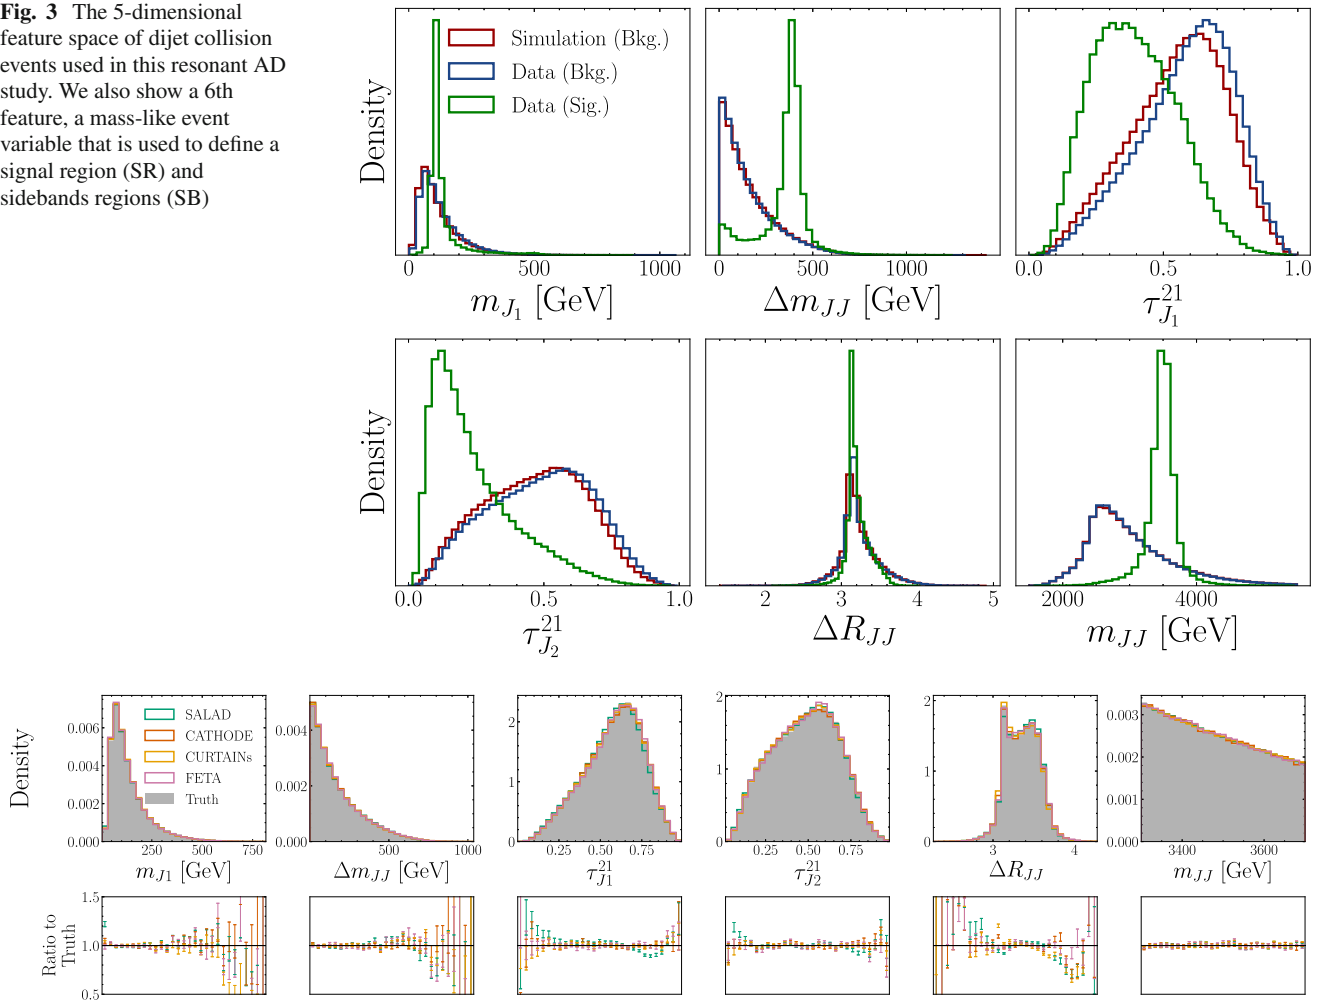 Fig. 3 The 5-dimensional
feature space of dijet collision
events used in this resonant AD
study. We also show a 6th
feature, a mass-like event
variable that is used to define a
signal region (SR) and
sidebands regions (SB)
Density
Simulation (Bkg.)
Data (Bkg.)
Data (Sig.)
0 500 1000
m_{J_1} [GeV]
0 500 1000
Δm_{JJ} [GeV]
0.0 0.5 1.0
τ^{21}_{J_1}
Density
0.0 0.5 1.0
τ^{21}_{J_2}
2 3 4 5
ΔR_{JJ}
2000 4000
m_{JJ} [GeV]
Density
0.006
0.004
0.002
0.000
SALAD
CATHODE
CURTAINs
FETA
Truth
250 500 750
m_{J1} [GeV]
0.004
0.002
0.000
0 500 1000
Δm_{JJ} [GeV]
2
1
0
0.25 0.50 0.75
τ^{21}_{J1}
2
1
0
0.25 0.50 0.75
τ^{21}_{J2}
2
1
0
3 4
ΔR_{JJ}
0.003
0.002
0.001
0.000
3400 3600
m_{JJ} [GeV]
Ratio to
Truth
1.5
1.0
0.5